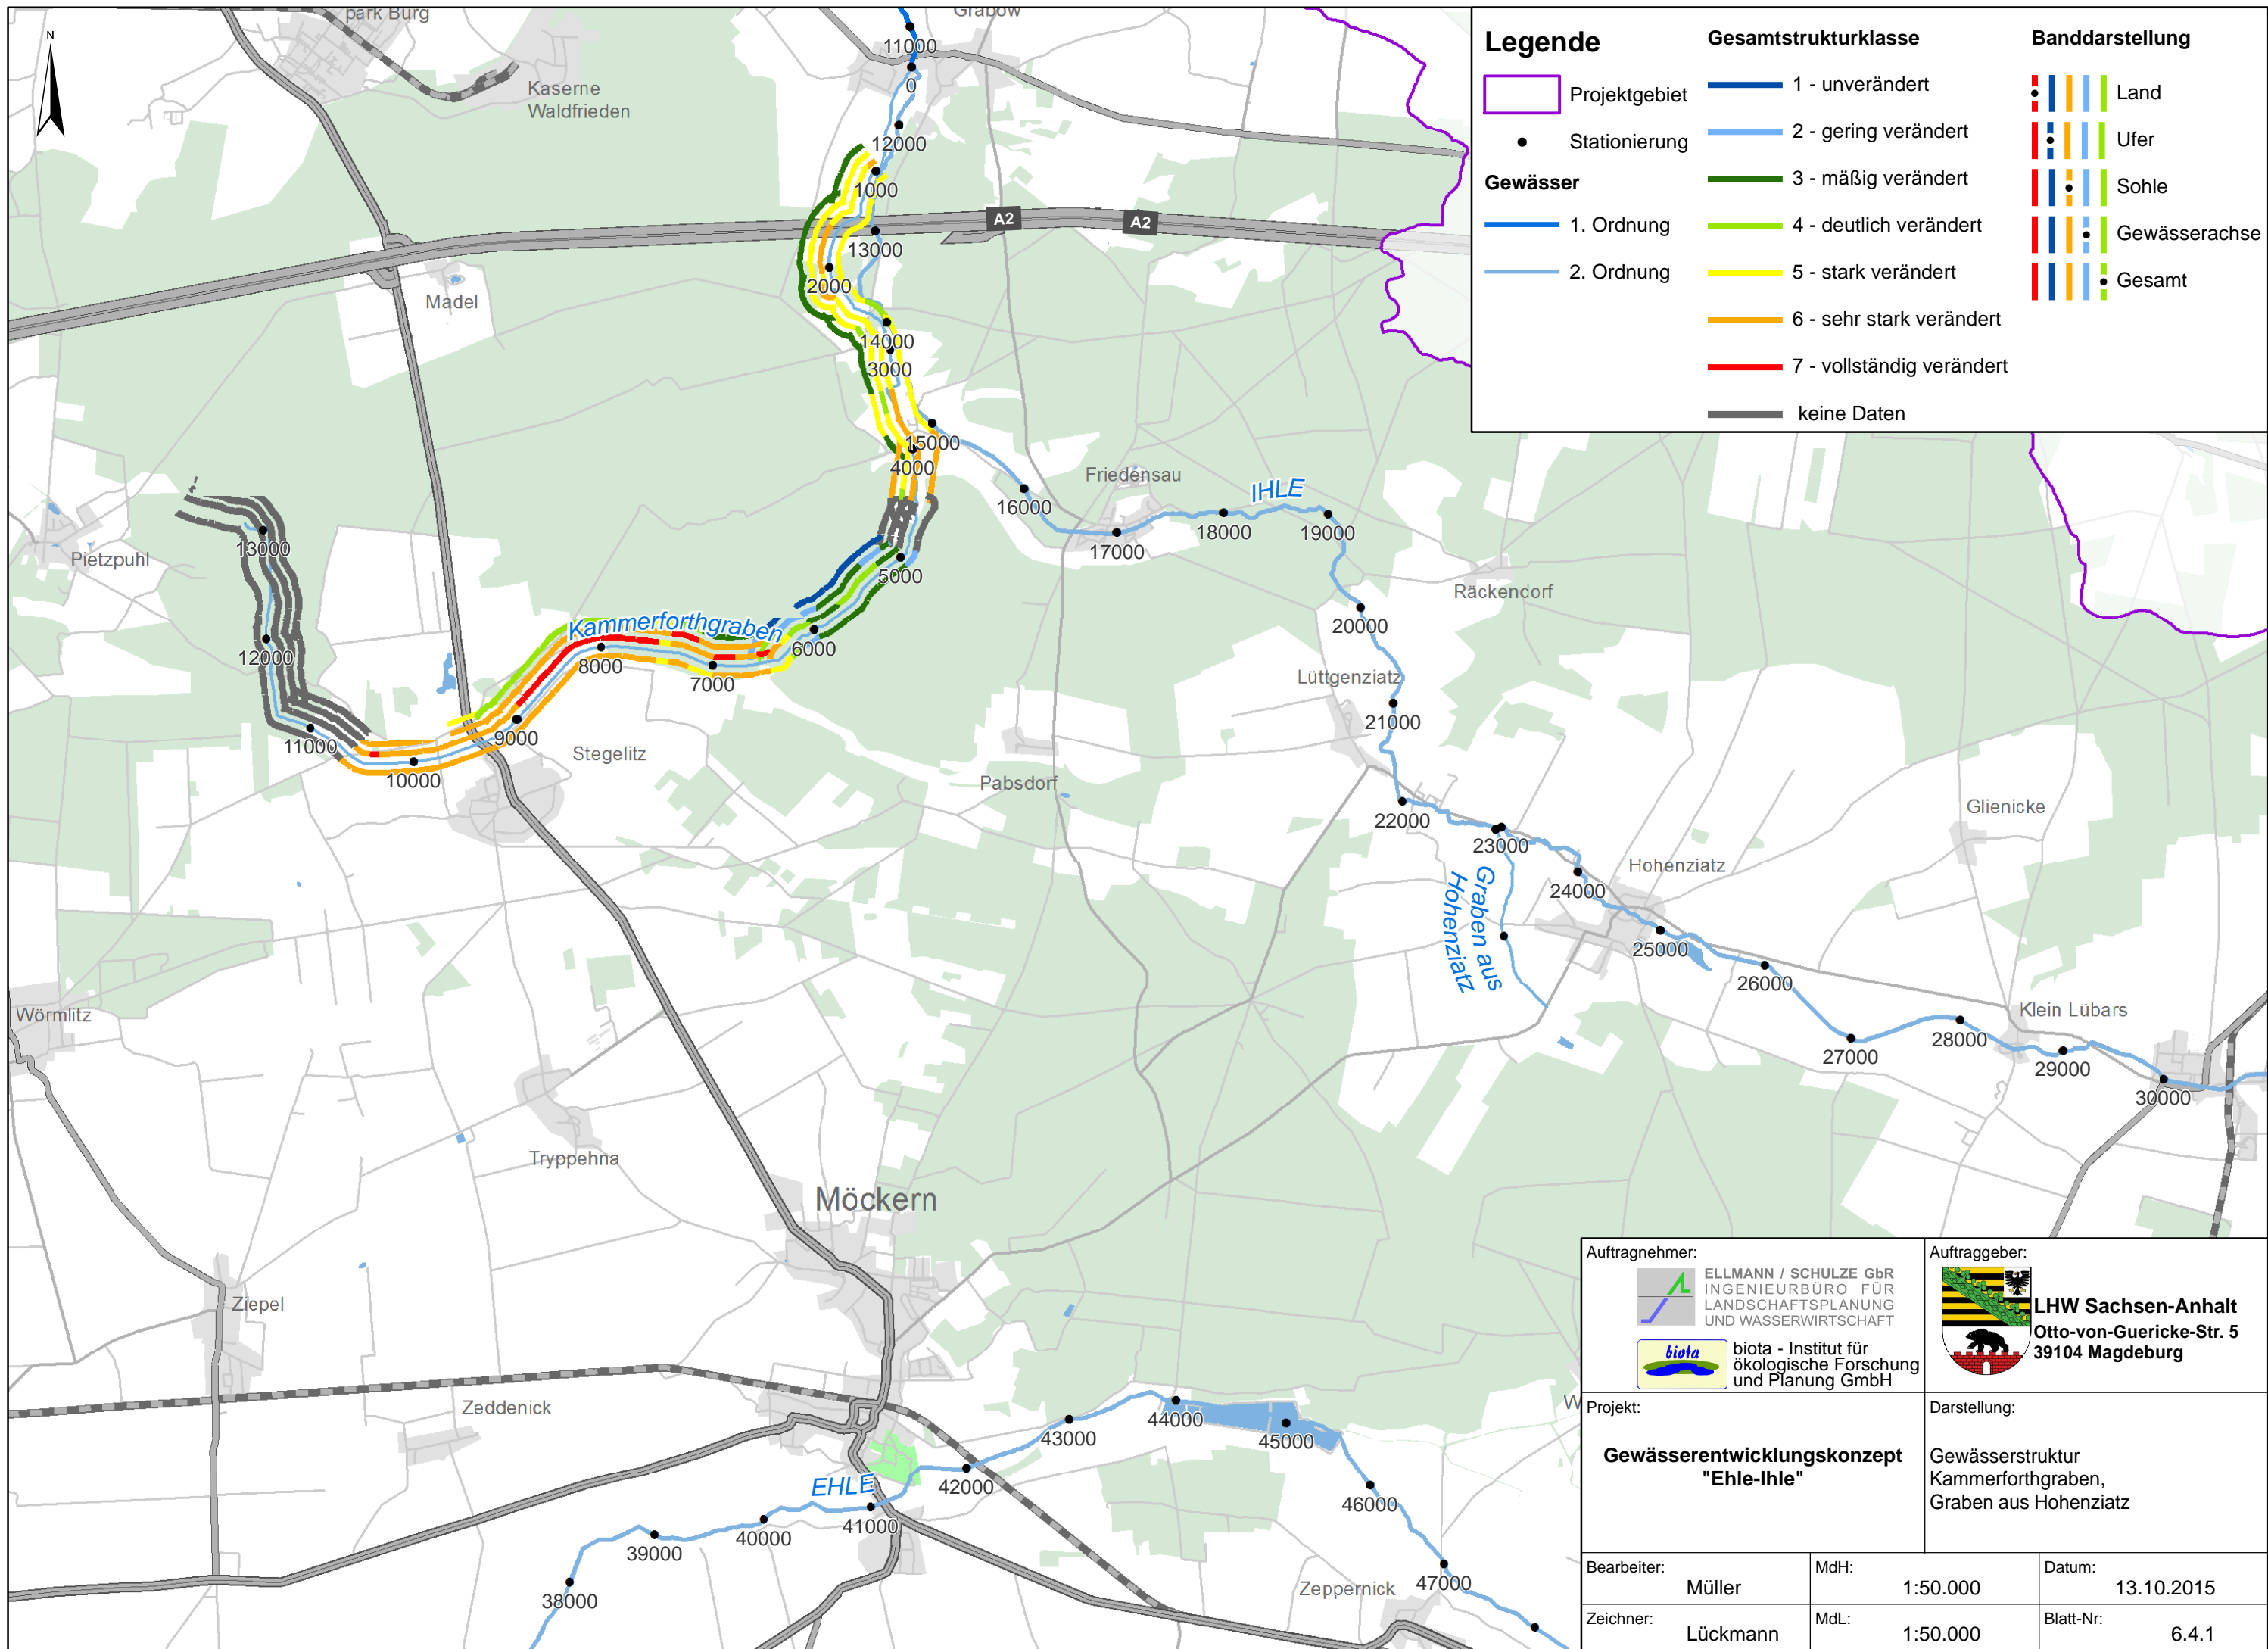 park Burg
Grabow
11000
0
Kaserne
Waldfrieden
12000
1000
A2
A2
13000
2000
Madel
14000
3000
15000
4000
16000
Friedensau
IHLE
17000
18000
19000
13000
Pietzpuhl
5000
Räckendorf
20000
Kammerforthgraben
6000
12000
8000
7000
Lüttgenziatz
21000
11000
9000
Stegelitz
10000
Pabsdorf
22000
Glienicke
23000
Hohenziatz
24000
Graben aus
Hohenziatz
25000
26000
Wörmlitz
Klein Lübars
27000
28000
29000
30000
Tryppehna
Möckern
Ziepel
Zeddenick
44000
43000
45000
W
EHLE
42000
46000
41000
40000
39000
38000
Zeppernick
47000
N
Legende
Projektgebiet
Stationierung
Gewässer
1. Ordnung
2. Ordnung
Gesamtstrukturklasse
1 - unverändert
2 - gering verändert
3 - mäßig verändert
4 - deutlich verändert
5 - stark verändert
6 - sehr stark verändert
7 - vollständig verändert
keine Daten
Banddarstellung
Land
Ufer
Sohle
Gewässerachse
Gesamt
Auftragnehmer:
ELLMANN / SCHULZE GbR
INGENIEURBÜRO FÜR
LANDSCHAFTSPLANUNG
UND WASSERWIRTSCHAFT
biota
biota - Institut für
ökologische Forschung
und Planung GmbH
Auftraggeber:
LHW Sachsen-Anhalt
Otto-von-Guericke-Str. 5
39104 Magdeburg
Projekt:
Gewässerentwicklungskonzept
"Ehle-Ihle"
Darstellung:
Gewässerstruktur
Kammerforthgraben,
Graben aus Hohenziatz
Bearbeiter:
Müller
MdH:
1:50.000
Datum:
13.10.2015
Zeichner:
Lückmann
MdL:
1:50.000
Blatt-Nr:
6.4.1